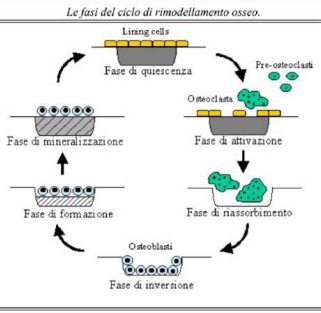 Le fasi del ciclo di rimodellamento osseo.
Lining cells
Fase di quiescenza
Pre-osteoclasti
Osteoclasta
Fase di attivazione
Fase di riassorbimento
Osteoblasti
Fase di inversione
Fase di formazione
Fase di mineralizzazione